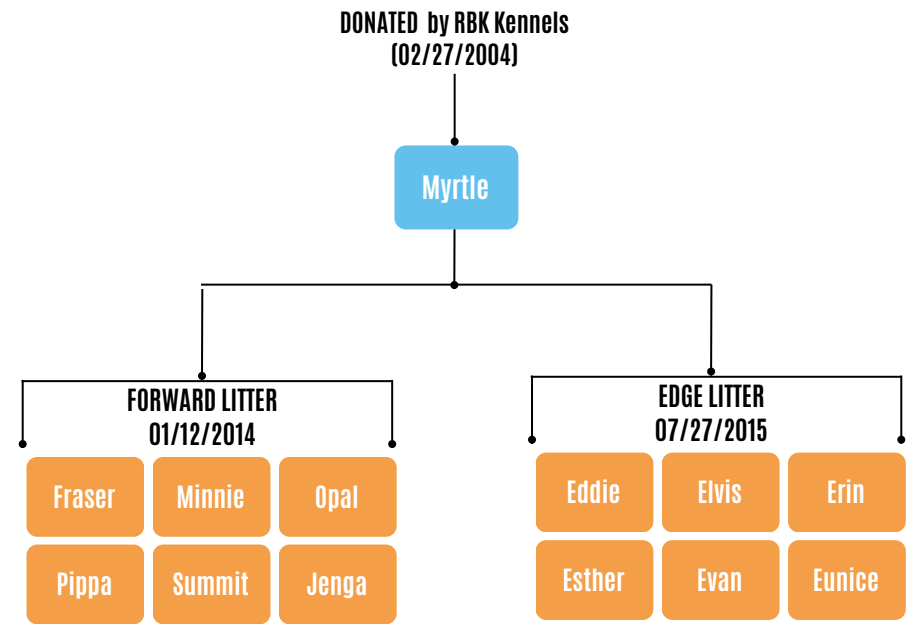 DONATED by RBK Kennels
(02/27/2004)
Myrtle
FORWARD LITTER
01/12/2014
Fraser
Minnie
Opal
Pippa
Summit
Jenga
EDGE LITTER
07/27/2015
Eddie
Elvis
Erin
Esther
Evan
Eunice